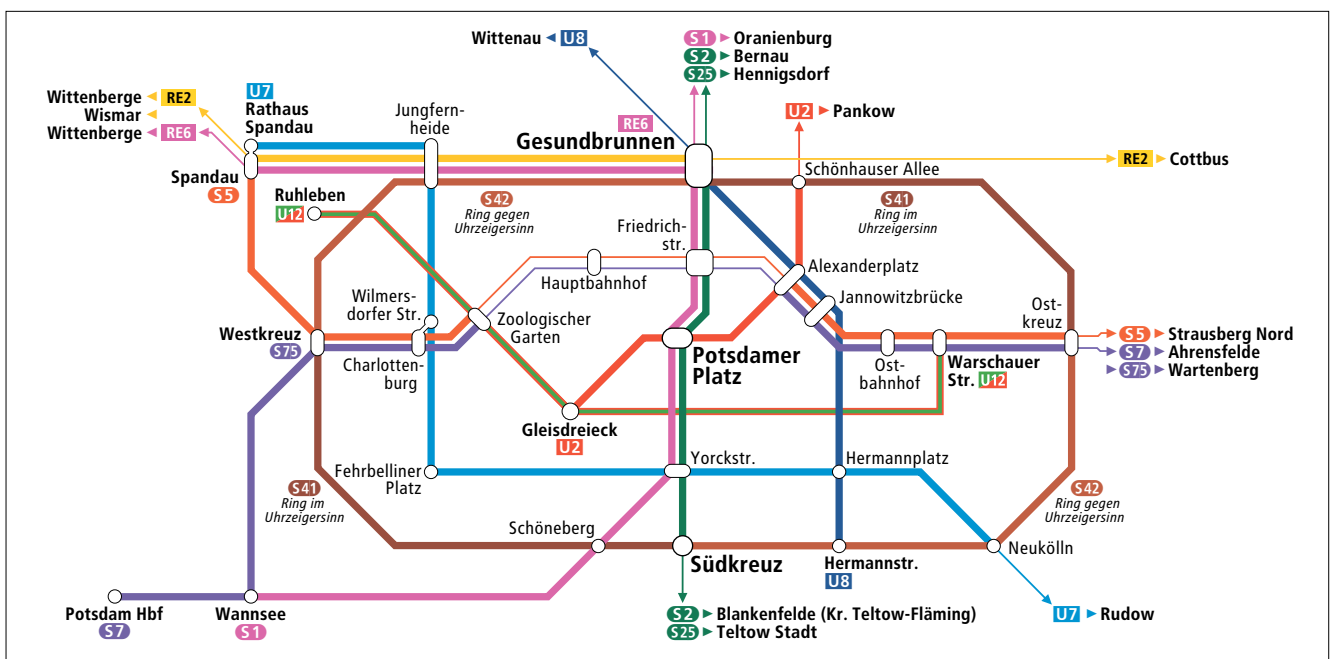 Wittenau U8
S1 Oranienburg
S2 Bernau
S25 Hennigsdorf
Wittenberge RE2
Wismar
Wittenberge RE6
U7
Rathaus
Spandau
Jungfern-
heide
RE6
Gesundbrunnen
U2 Pankow
RE2 Cottbus
Spandau
S5
Ruhleben
U12
S42
Ring gegen
Uhrzeigersinn
Schönhauser Allee
S41
Ring im
Uhrzeigersinn
Friedrich-
str.
Hauptbahnhof
Alexanderplatz
Jannowitzbrücke
Wilmers-
dorfer Str.
Zoologischer
Garten
Ost-
kreuz
Westkreuz
S75
Charlotten-
burg
Potsdamer
Platz
Ost-
bahnhof
Warschauer
Str. U12
S5 Strausberg Nord
S7 Ahrensfelde
S75 Wartenberg
Gleisdreieck
U2
Fehrbelliner
Platz
Yorckstr.
Hermannplatz
S41
Ring im
Uhrzeigersinn
S42
Ring gegen
Uhrzeigersinn
Schöneberg
Südkreuz
Hermannstr.
U8
Neukölln
Potsdam Hbf
S7
Wannsee
S1
S2 Blankenfelde (Kr. Teltow-Fläming)
S25 Teltow Stadt
U7 Rudow